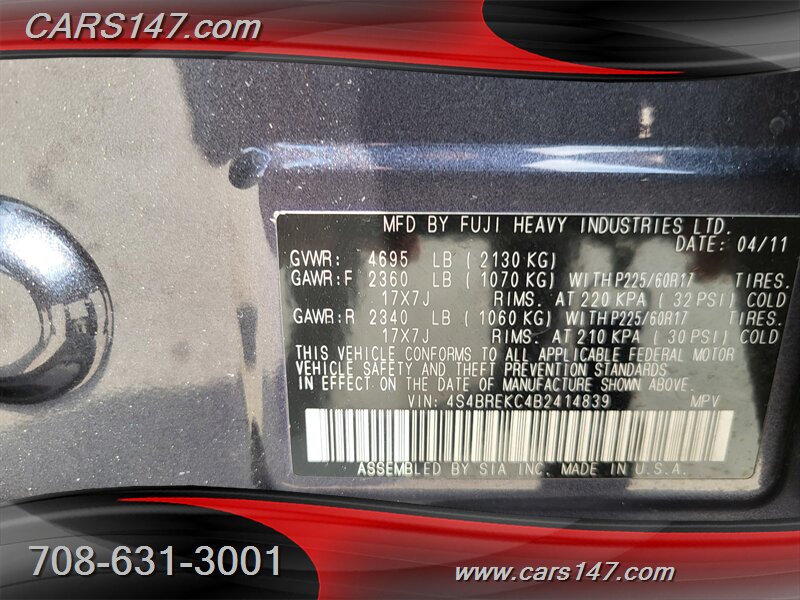 CARS147.com
MFD BY FUJI HEAVY INDUSTRIES LTD.
DATE: 04/11
GVWR: 4695 LB ( 2130 KG)
GAWR:F 2360 LB ( 1070 KG) WITHP225/60R17 TIRES.
17X7J RIMS. AT 220 KPA ( 32 PSI) COLD
GAWR:R 2340 LB ( 1060 KG) WITHP225/60R17 TIRES.
17X7J RIMS. AT 210 KPA ( 30 PSI) COLD
THIS VEHICLE CONFORMS TO ALL APPLICABLE FEDERAL MOTOR
VEHICLE SAFETY AND THEFT PREVENTION STANDARDS
IN EFFECT ON THE DATE OF MANUFACTURE SHOWN ABOVE.
VIN: 4S4BREKC4B2414839 MPV
ASSEMBLED BY SIA INC. MADE IN U.S.A.
708-631-3001
www.cars147.com